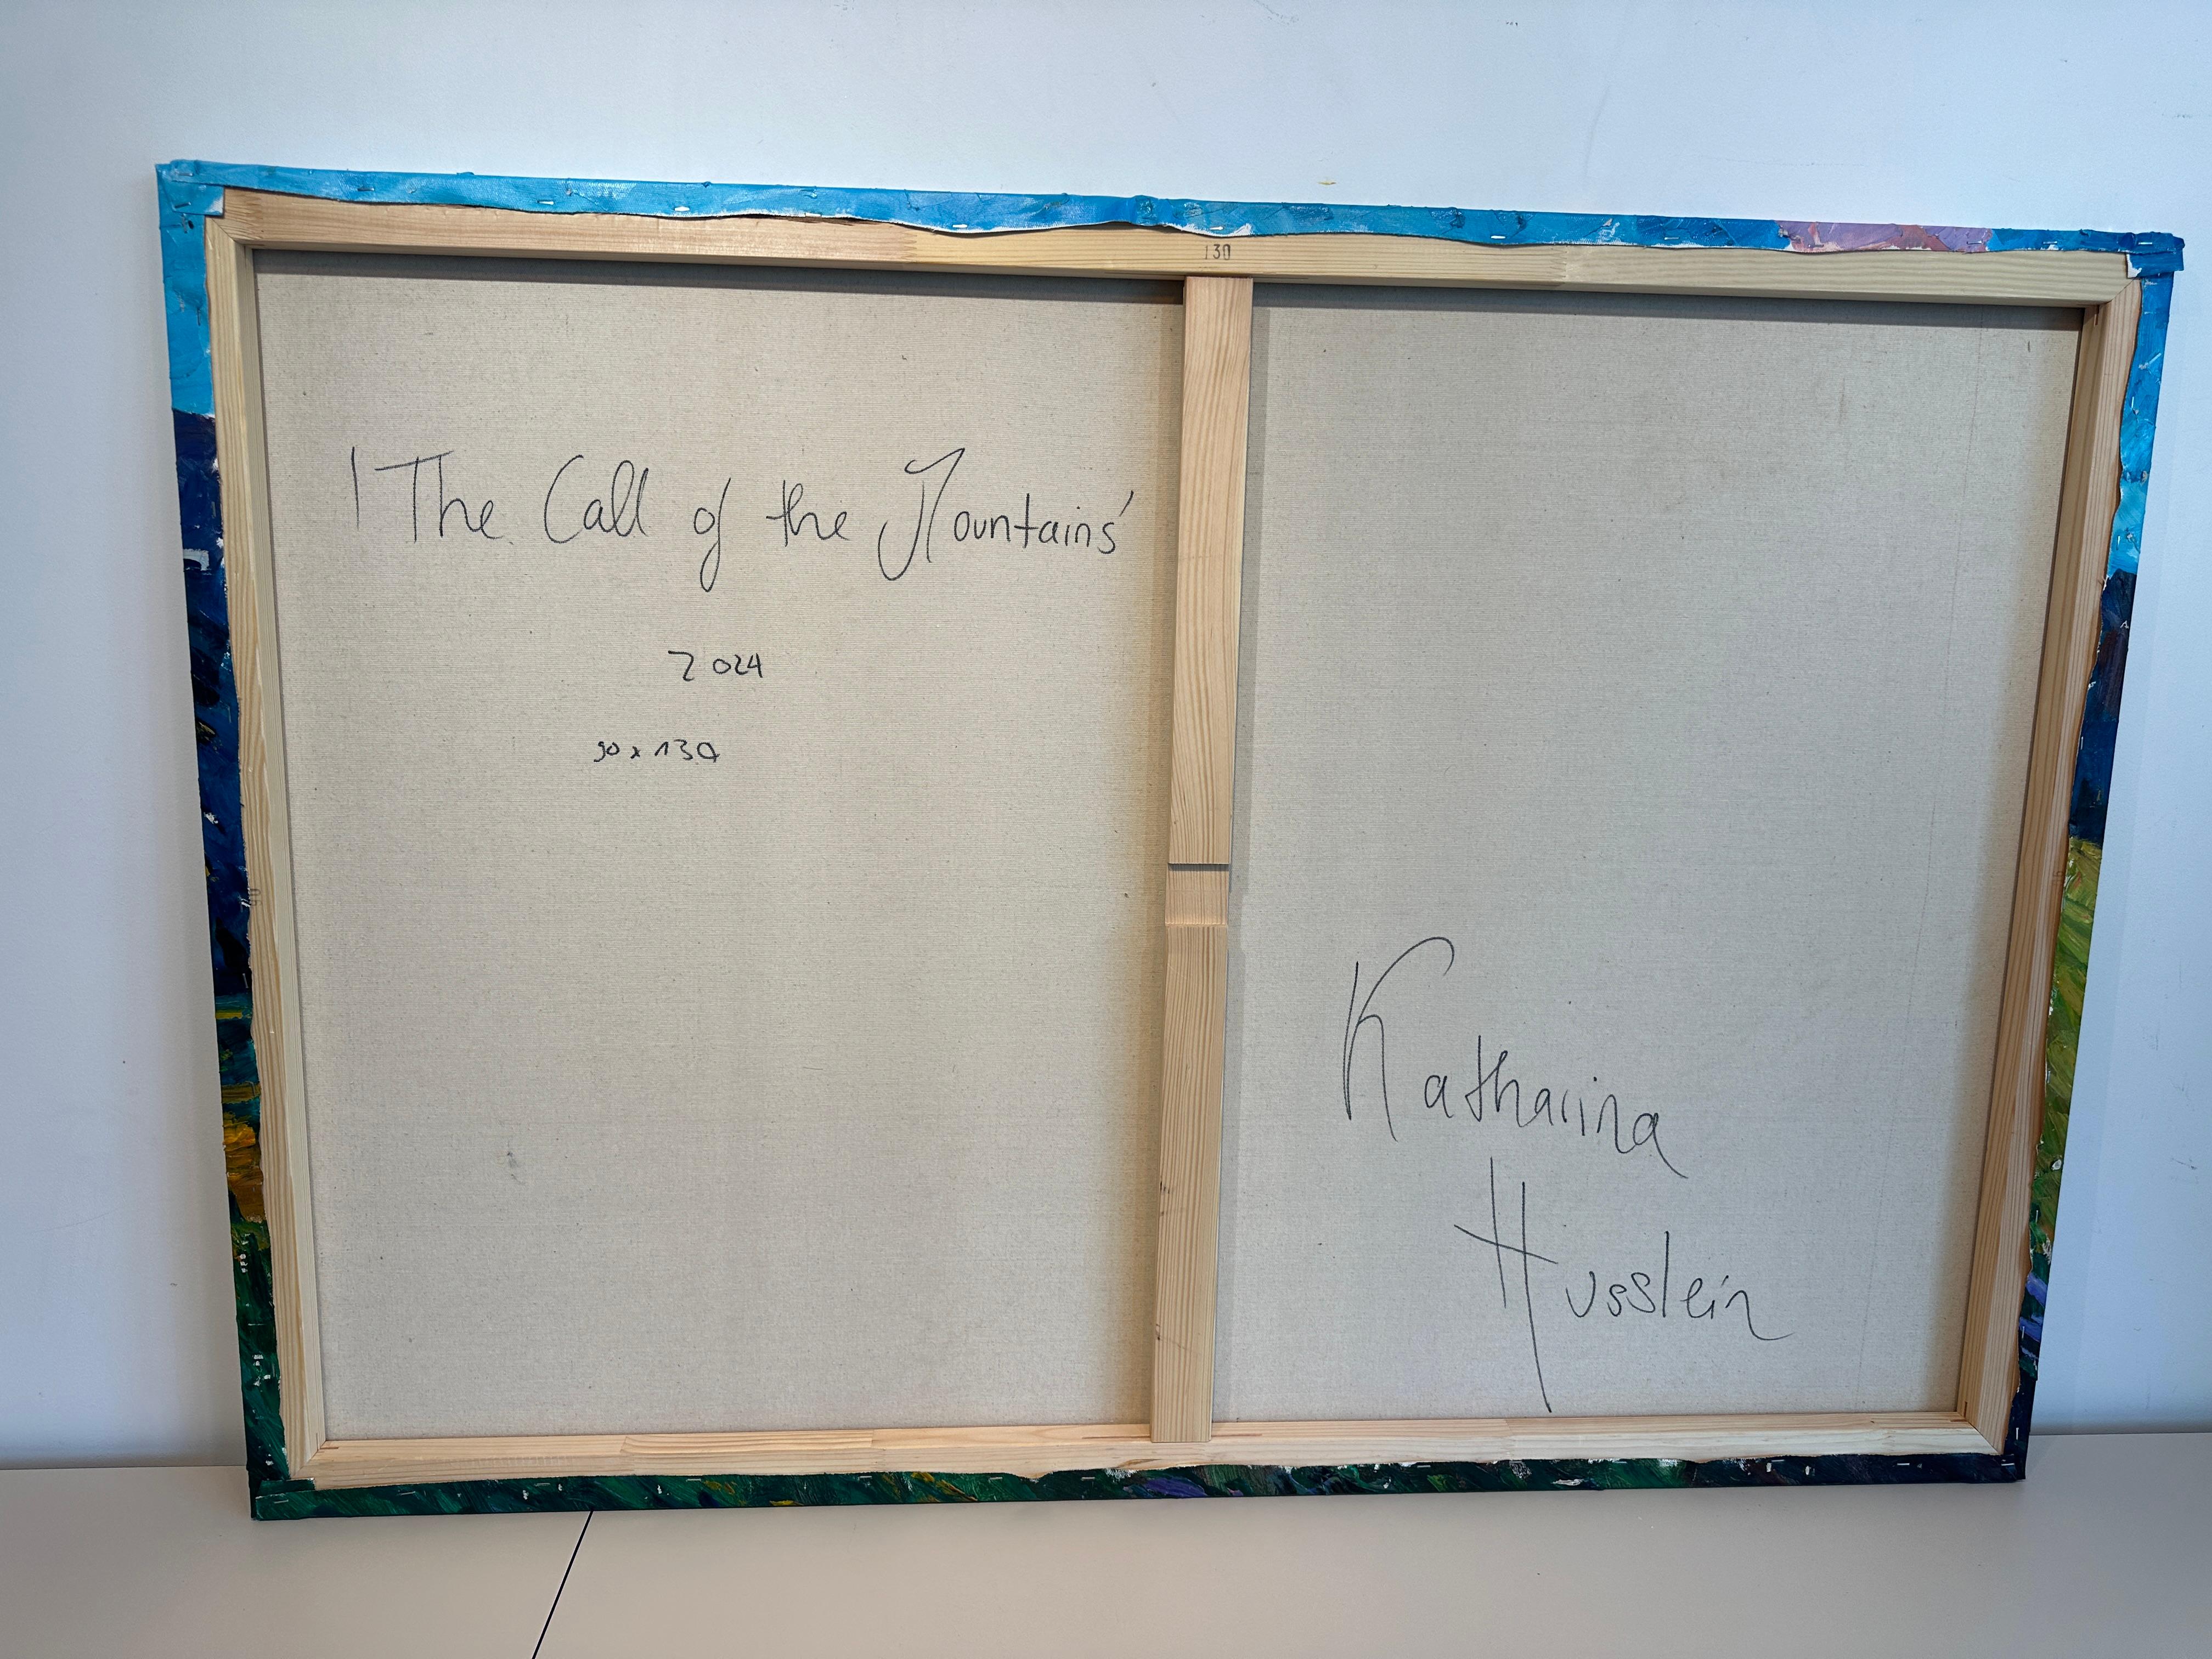 130
'The Call of the Mountains'
2024
90 x 130
Katharina
Husslein